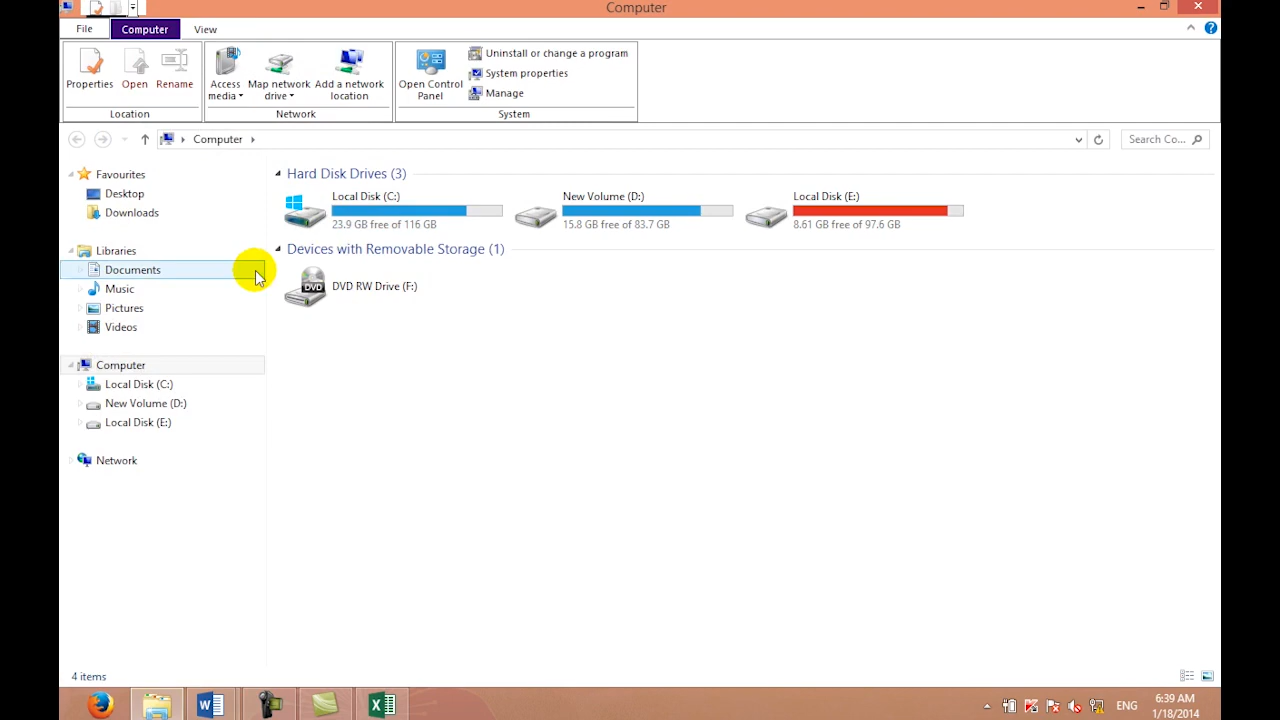 Computer
File Computer View
Properties Open Rename
Access media
Map network drive
Add a network location
Open Control Panel
Uninstall or change a program
System properties
Manage
Location Network System
Computer Search Co...
Favourites
Desktop
Downloads
Libraries
Documents
Music
Pictures
Videos
Computer
Local Disk (C:)
New Volume (D:)
Local Disk (E:)
Network
Hard Disk Drives (3)
Local Disk (C:)
23.9 GB free of 116 GB
New Volume (D:)
15.8 GB free of 83.7 GB
Local Disk (E:)
8.61 GB free of 97.6 GB
Devices with Removable Storage (1)
DVD
DVD RW Drive (F:)
4 items
ENG
6:39 AM
1/18/2014